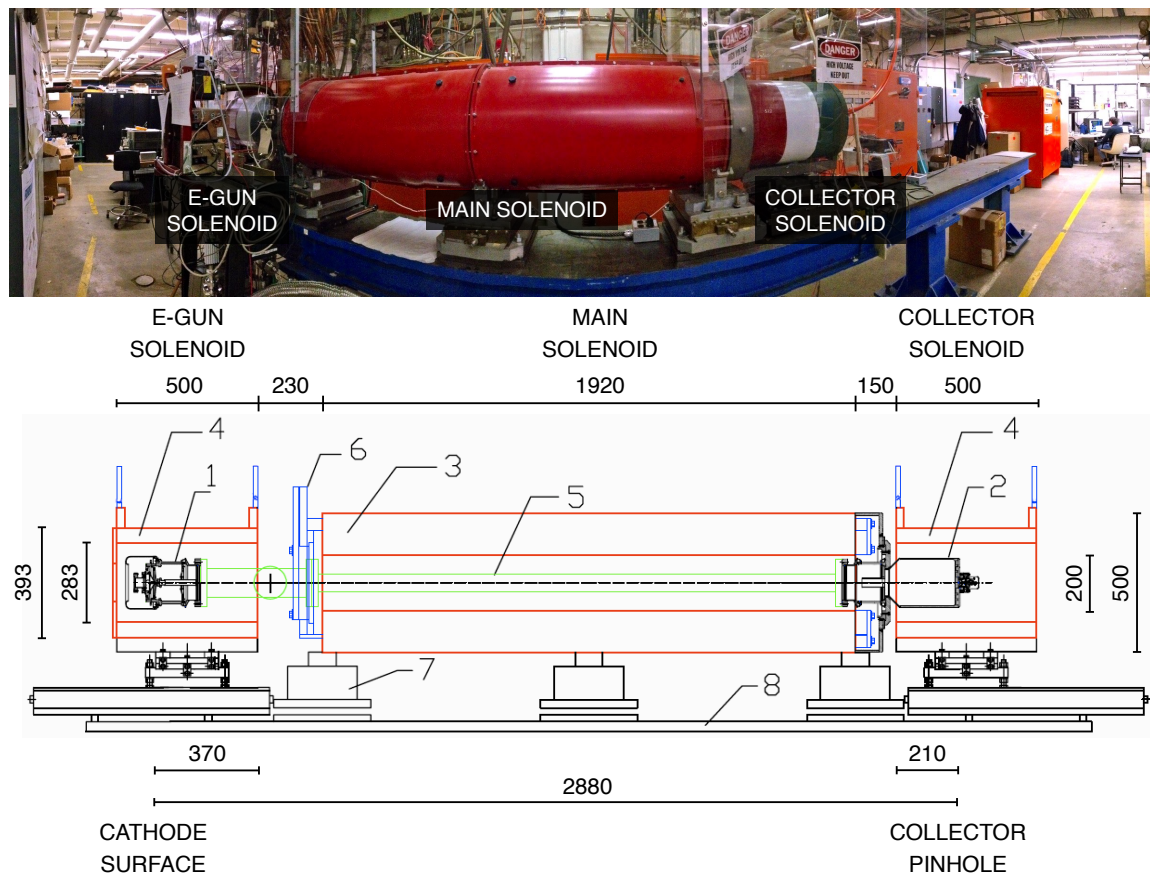 DANGER
DANGER
HIGH VOLTAGE
KEEP OUT
E-GUN
SOLENOID
MAIN SOLENOID
COLLECTOR
SOLENOID
E-GUN
SOLENOID
MAIN
SOLENOID
COLLECTOR
SOLENOID
500
230
1920
150
500
4
1
6
3
5
4
2
393
283
200
500
7
8
370
210
2880
CATHODE
SURFACE
COLLECTOR
PINHOLE